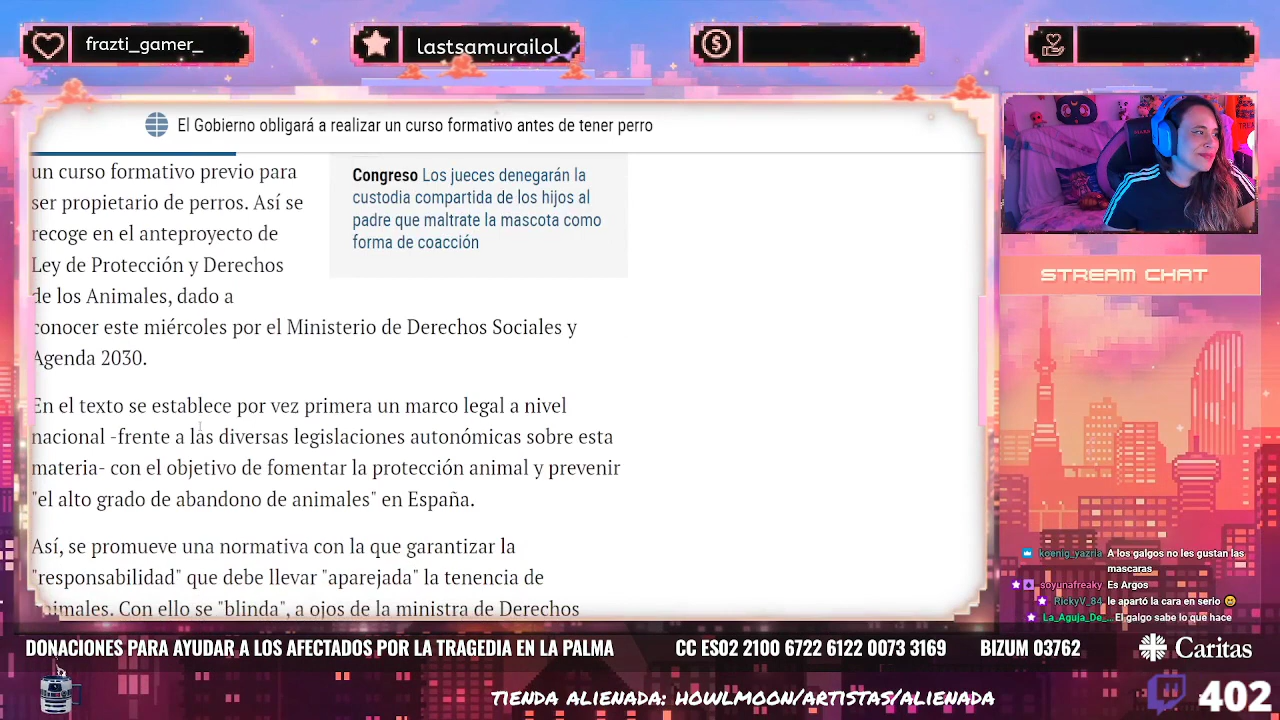 frazti_gamer_
lastsamurailol
El Gobierno obligará a realizar un curso formativo antes de tener perro
un curso formativo previo para
ser propietario de perros. Así se
recoge en el anteproyecto de
Ley de Protección y Derechos
de los Animales, dado a
conocer este miércoles por el Ministerio de Derechos Sociales y
Agenda 2030.
Congreso Los jueces denegarán la
custodia compartida de los hijos al
padre que maltrate la mascota como
forma de coacción
En el texto se establece por vez primera un marco legal a nivel
nacional -frente a las diversas legislaciones autonómicas sobre esta
materia- con el objetivo de fomentar la protección animal y prevenir
"el alto grado de abandono de animales" en España.
Así, se promueve una normativa con la que garantizar la
"responsabilidad" que debe llevar "aparejada" la tenencia de
animales. Con ello se "blinda", a ojos de la ministra de Derechos
STREAM CHAT
koenig_yazria A los galgos no les gustan las
mascaras
soyunafreaky Es Argos
RickyV_84 le apartó la cara en serio
La_Aguja_De_... El galgo sabe lo que hace
DONACIONES PARA AYUDAR A LOS AFECTADOS POR LA TRAGEDIA EN LA PALMA CC ES02 2100 6722 6122 0073 3169 BIZUM 03762 Caritas
TIENDA ALIENADA: HOWLMOON/ARTISTAS/ALIENADA
402